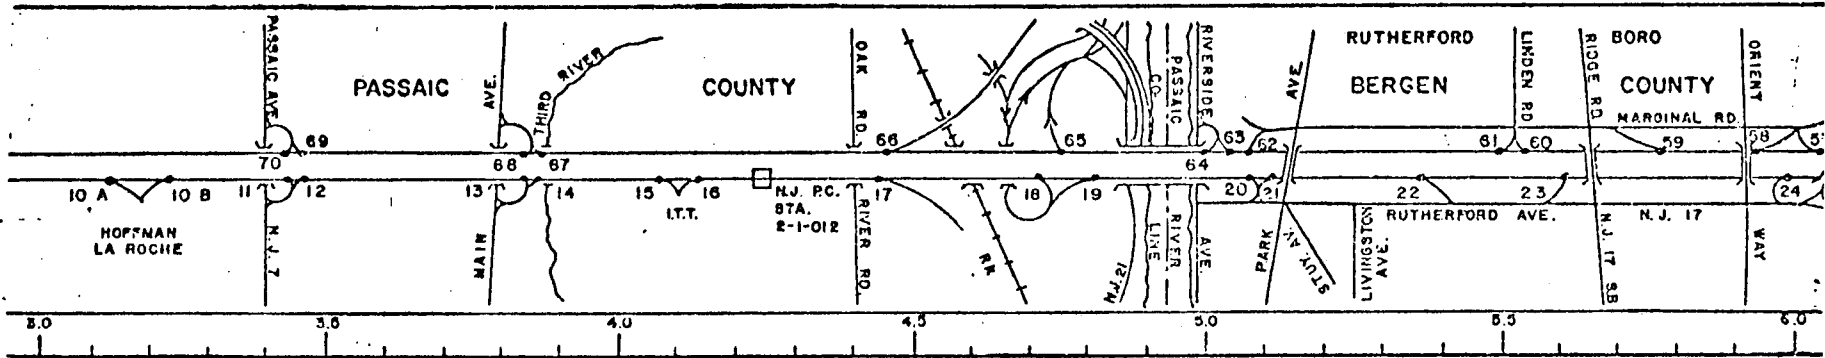 PASSAIC AVE.
PASSAIC
AVE.
THIRD
RIVER
COUNTY
OAK
RD.
CO.
PASSAIC
RIVERSIDE
RUTHERFORD
BERGEN
AVE.
LINDEN RD
RIDGE RD
BORO
COUNTY
MARGINAL RD.
ORIENT
69
70
68
67
66
65
64
63
62
61
60
59
58
10 A
10 B
11
12
13
14
15
16
17
18
19
20
21
22
23
24
HOFFMAN
LA ROCHE
N.J. 7
MAIN
I.T.T.
N.J. P.C.
STA.
2-1-012
RIVER RD.
RR
N.J.21
LINE
RIVER
AVE.
PARK
STUY. AV.
LIVINGSTON
AVE.
RUTHERFORD AVE.
N.J. 17 S.B
N.J. 17
WAY
3.0
3.5
4.0
4.5
5.0
5.5
6.0